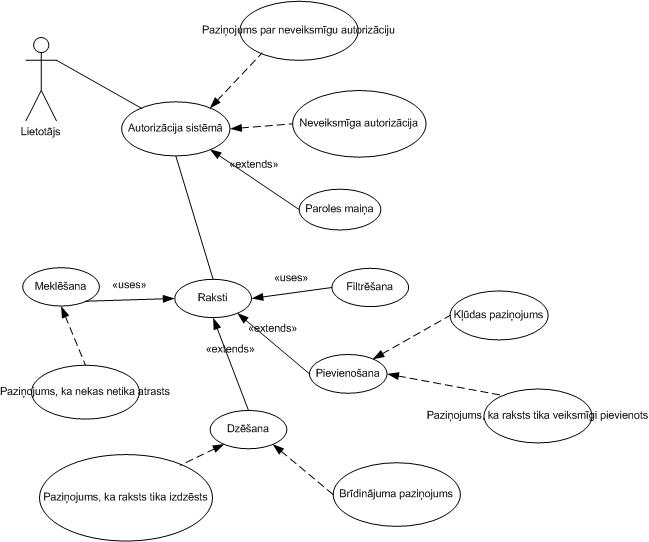 Paziņojums par neveiksmīgu autorizāciju
Lietotājs
Autorizācija sistēmā
Neveiksmīga autorizācija
«extends»
Paroles maiņa
Meklēšana
«uses»
Raksti
«uses»
Filtrēšana
Kļūdas paziņojums
«extends»
«extends»
Pievienošana
Paziņojums, ka nekas netika atrasts
Paziņojums, ka raksts tika veiksmīgi pievienots
Dzēšana
Paziņojums, ka raksts tika izdzēsts
Brīdinājuma paziņojums